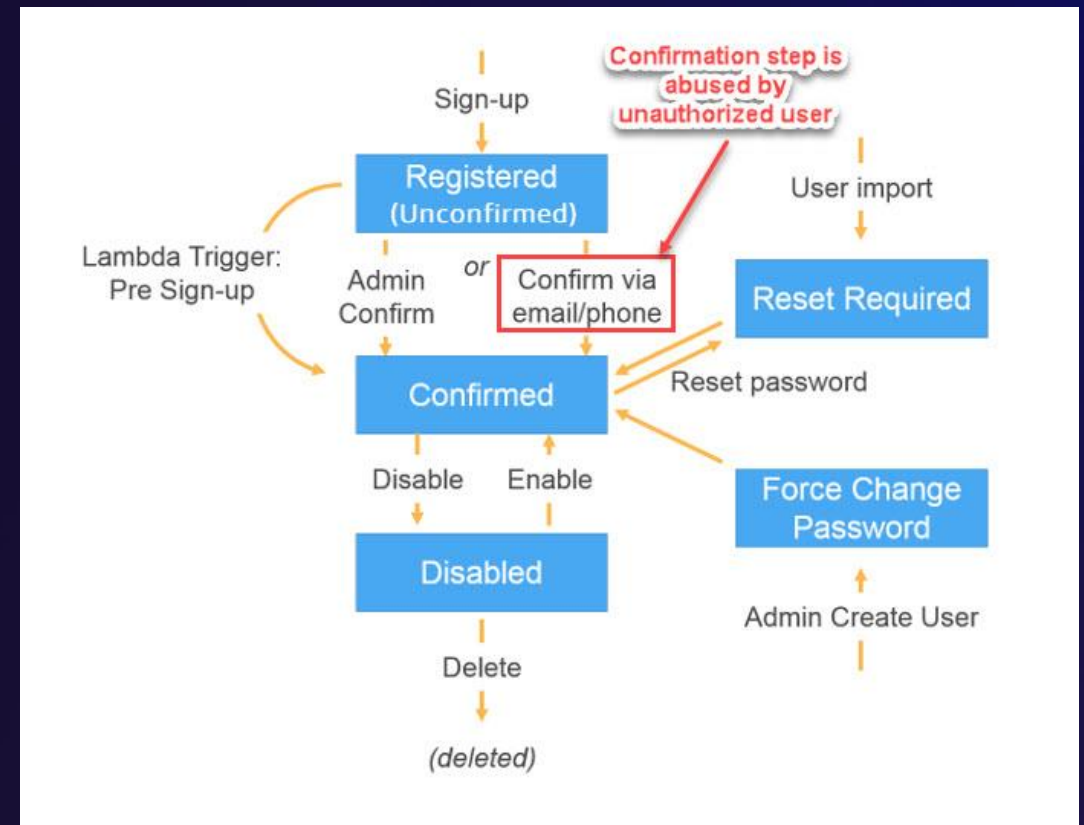 Confirmation step is
abused by
unauthorized user
Sign-up
Registered
(Unconfirmed)
User import
Lambda Trigger:
Pre Sign-up
Admin
Confirm
or
Confirm via
email/phone
Reset Required
Confirmed
Reset password
Disable
Enable
Force Change
Password
Disabled
Admin Create User
Delete
(deleted)